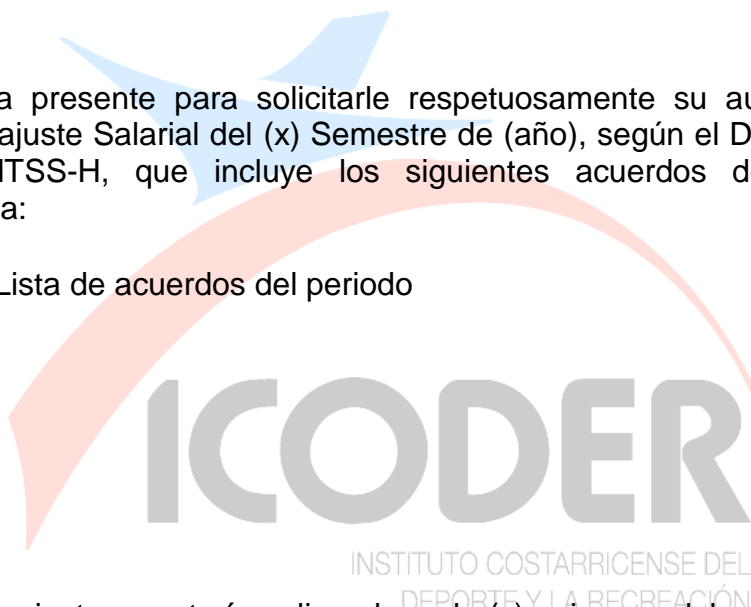 a presente para solicitarle respetuosamente su au
ajuste Salarial del (x) Semestre de (año), según el D
TSS-H, que incluye los siguientes acuerdos d
a:
Lista de acuerdos del periodo
ICODER
INSTITUTO COSTARRICENSE DEL
DEPORTE Y LA RECREACIÓN